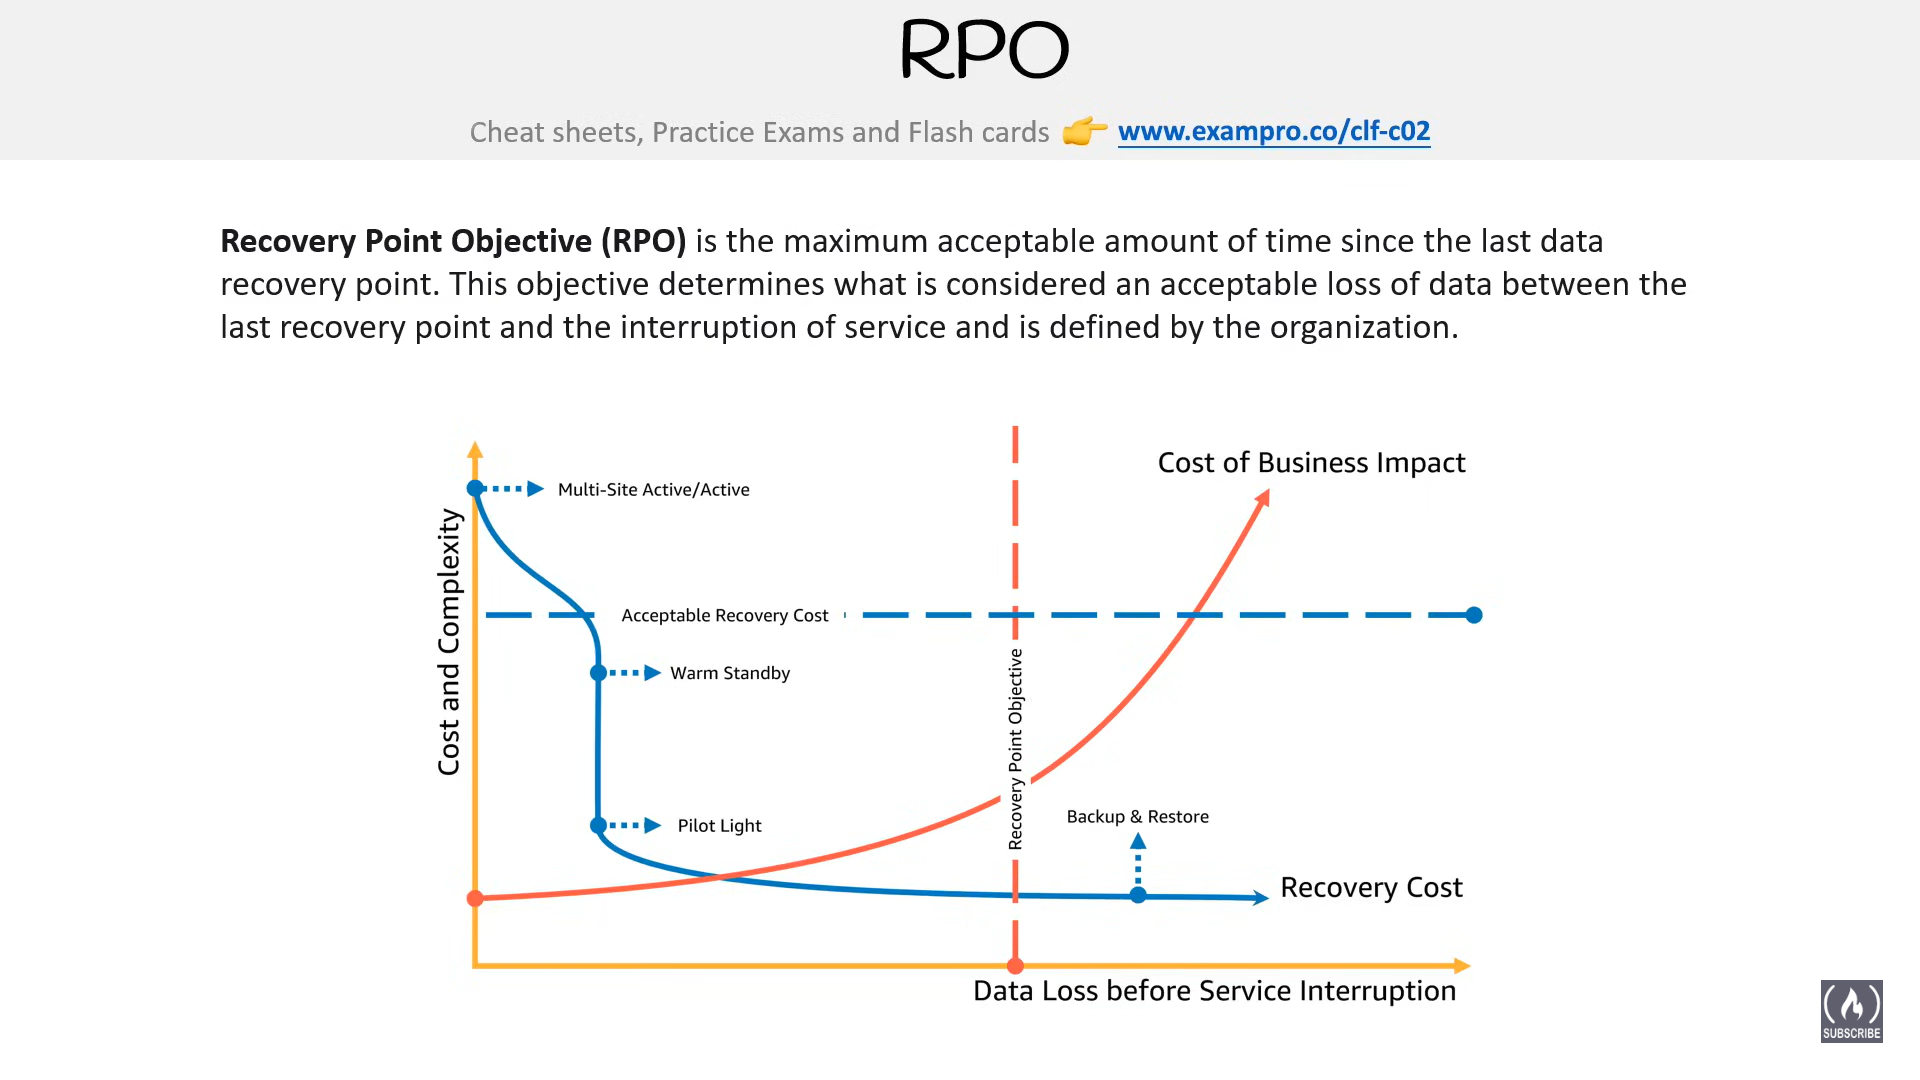 RPO
Cheat sheets, Practice Exams and Flash cards 👉 www.exampro.co/clf-c02
Recovery Point Objective (RPO) is the maximum acceptable amount of time since the last data
recovery point. This objective determines what is considered an acceptable loss of data between the
last recovery point and the interruption of service and is defined by the organization.
Cost of Business Impact
Multi-Site Active/Active
Cost and Complexity
Acceptable Recovery Cost
Warm Standby
Recovery Point Objective
Pilot Light
Backup & Restore
Recovery Cost
Data Loss before Service Interruption
SUBSCRIBE